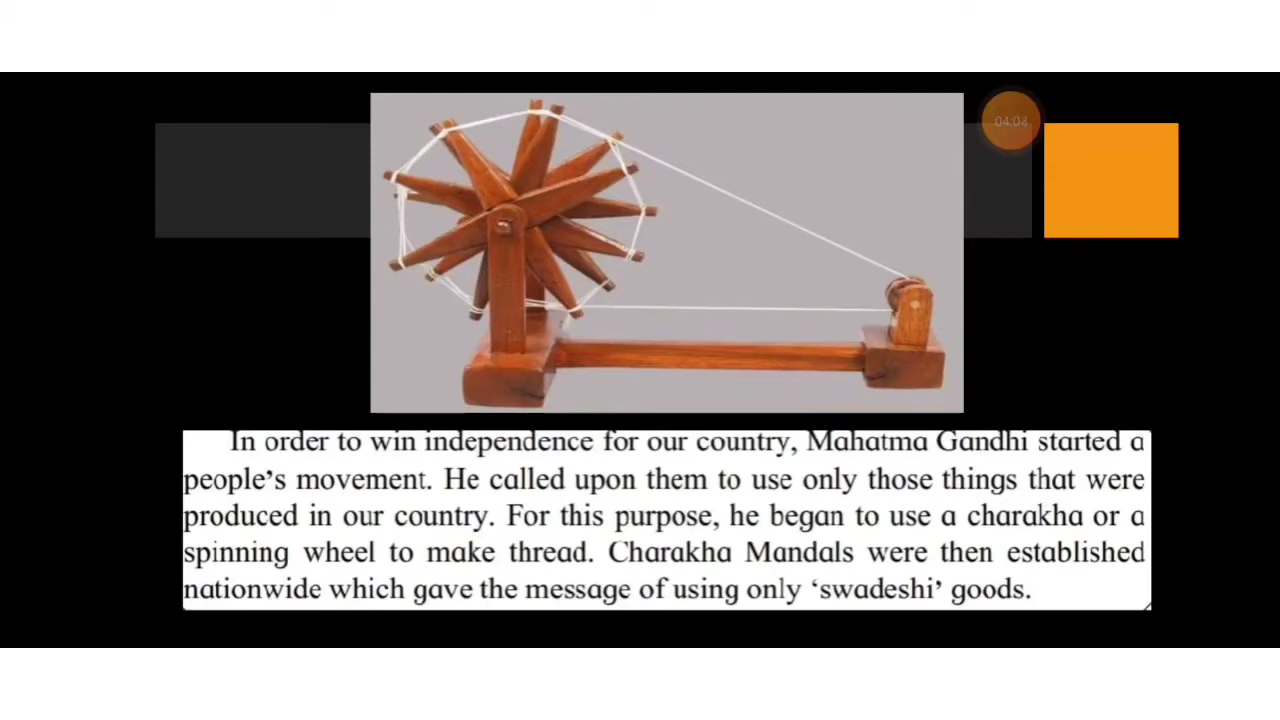 04:04
In order to win independence for our country, Mahatma Gandhi started a
people's movement. He called upon them to use only those things that were
produced in our country. For this purpose, he began to use a charakha or a
spinning wheel to make thread. Charakha Mandals were then established
nationwide which gave the message of using only ‘swadeshi’ goods.